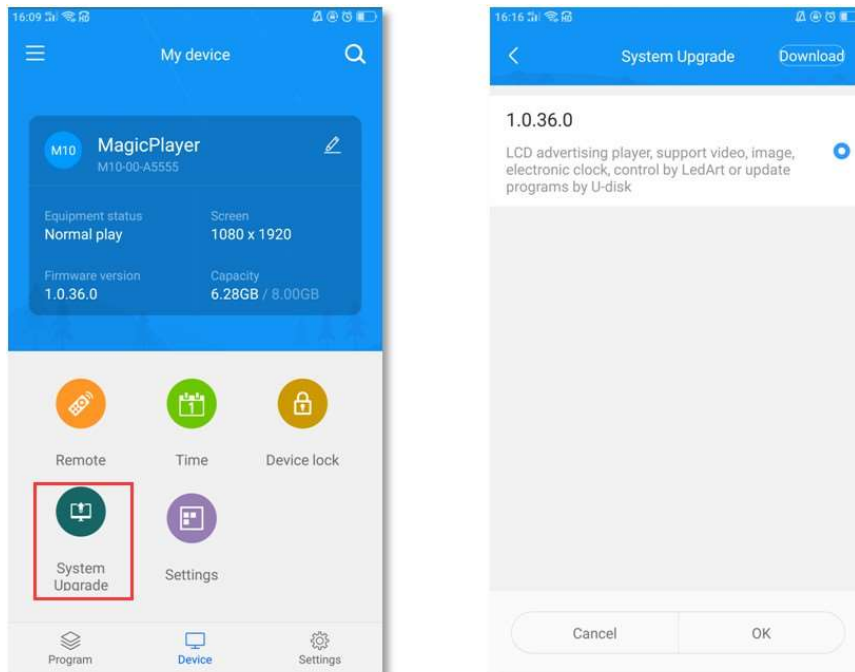 16:09
My device
M10
MagicPlayer
M10-00-A5555
Equipment status
Screen
Normal play
1080 x 1920
Firmware version
Capacity
1.0.36.0
6.28GB / 8.00GB
Remote
1
Time
Device lock
System
Upgrade
Settings
Program
Device
Settings
16:16
System Upgrade
Download
1.0.36.0
LCD advertising player, support video, image,
electronic clock, control by LedArt or update
programs by U-disk
Cancel
OK